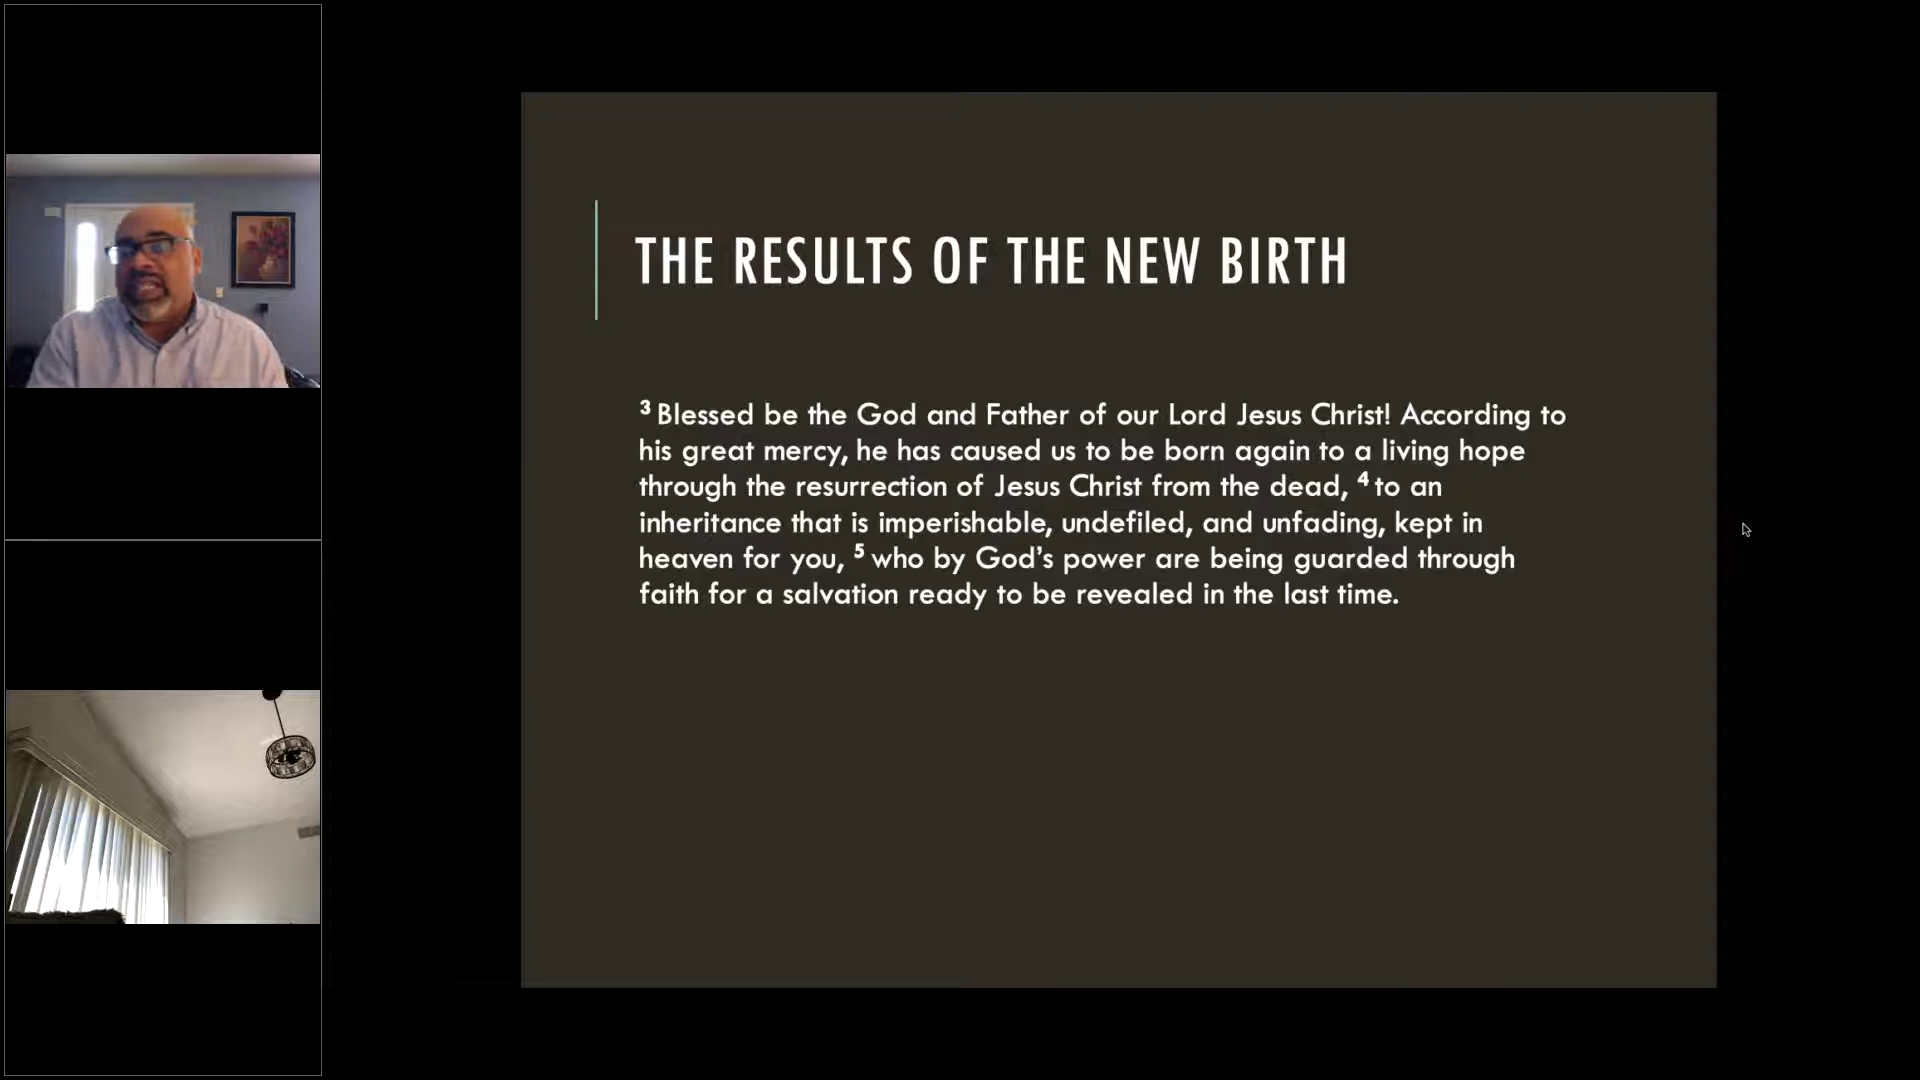 THE RESULTS OF THE NEW BIRTH
³ Blessed be the God and Father of our Lord Jesus Christ! According to
his great mercy, he has caused us to be born again to a living hope
through the resurrection of Jesus Christ from the dead, ⁴ to an
inheritance that is imperishable, undefiled, and unfading, kept in
heaven for you, ⁵ who by God’s power are being guarded through
faith for a salvation ready to be revealed in the last time.